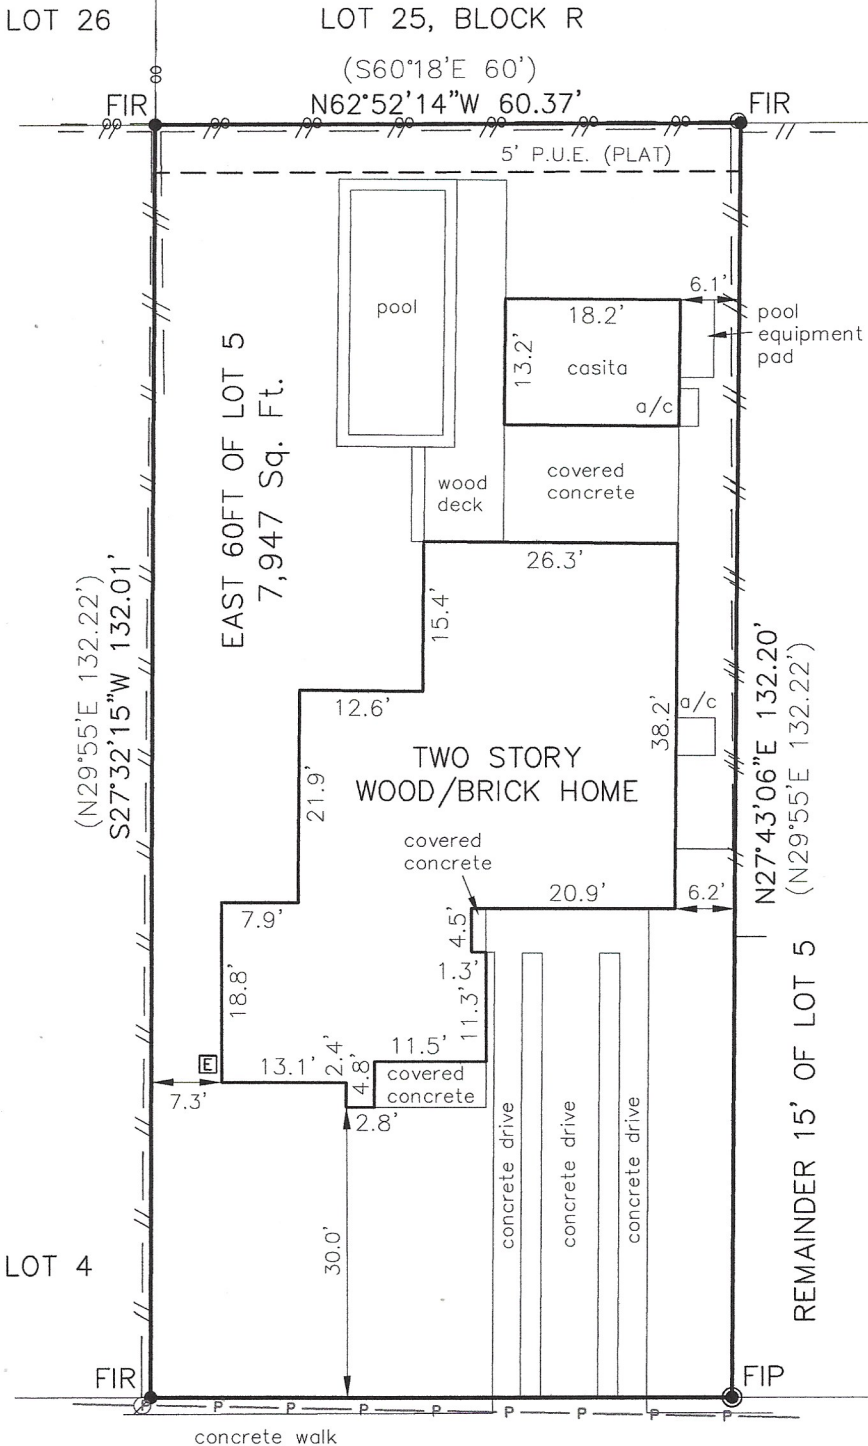 LOT 26
LOT 25, BLOCK R
(S60°18'E 60')
N62°52'14"W 60.37'
FIR
FIR
5' P.U.E. (PLAT)
pool
6.1'
18.2'
13.2'
casita
a/c
pool
equipment
pad
EAST 60FT OF LOT 5
7,947 Sq. Ft.
wood
deck
covered
concrete
26.3'
15.4'
12.6'
(N29°55'E 132.22')
S27°32'15"W 132.01'
38.2'
a/c
TWO STORY
WOOD/BRICK HOME
21.9'
N27°43'06"E 132.20'
(N29°55'E 132.22')
covered
concrete
7.9'
20.9'
6.2'
4.5'
1.3'
18.8'
11.3'
E
13.1'
2.4'
4.8'
11.5'
covered
concrete
7.3'
2.8'
concrete drive
concrete drive
concrete drive
30.0'
REMAINDER 15' OF LOT 5
LOT 4
FIR
FIP
P P P P P P P P P
concrete walk